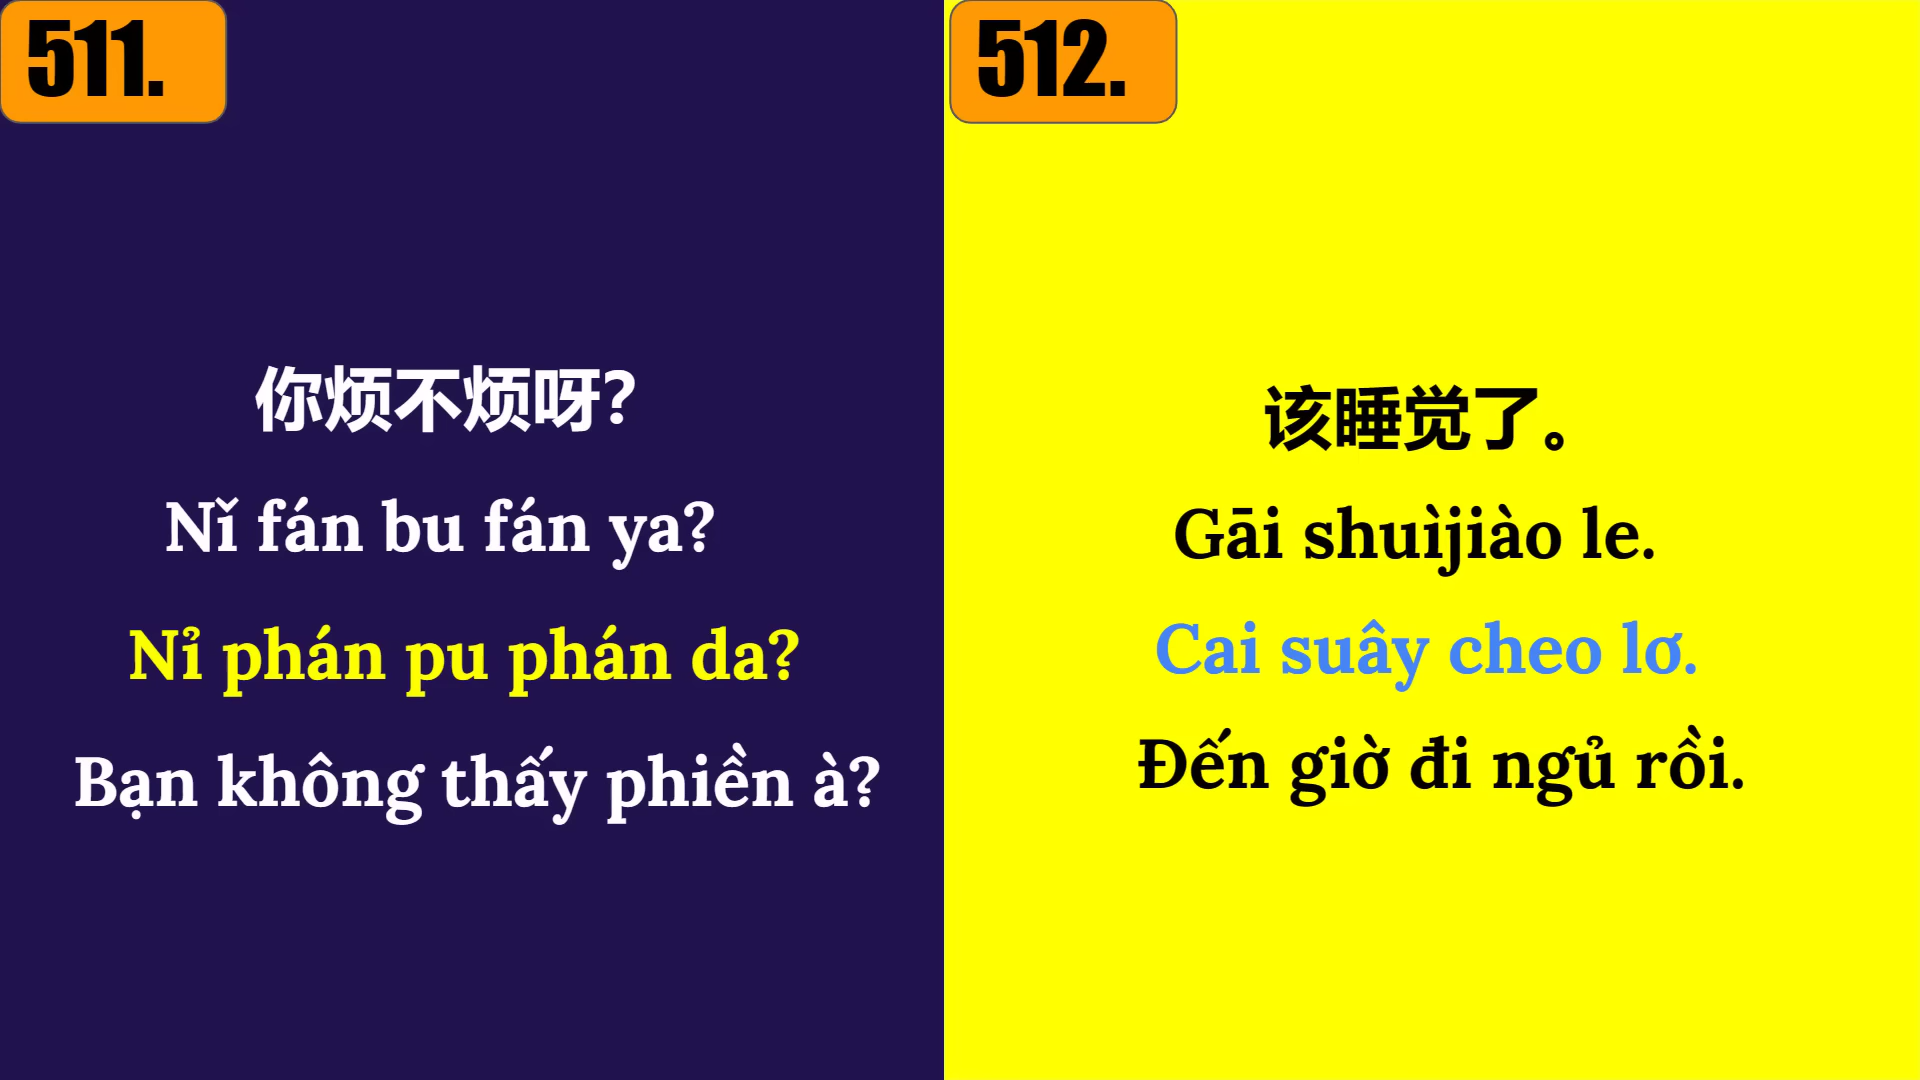 511.
你烦不烦呀?
Nǐ fán bu fán ya?
Nỉ phán pu phán da?
Bạn không thấy phiền à?
512.
该睡觉了。
Gāi shuìjiào le.
Cai suây cheo lơ.
Đến giờ đi ngủ rồi.